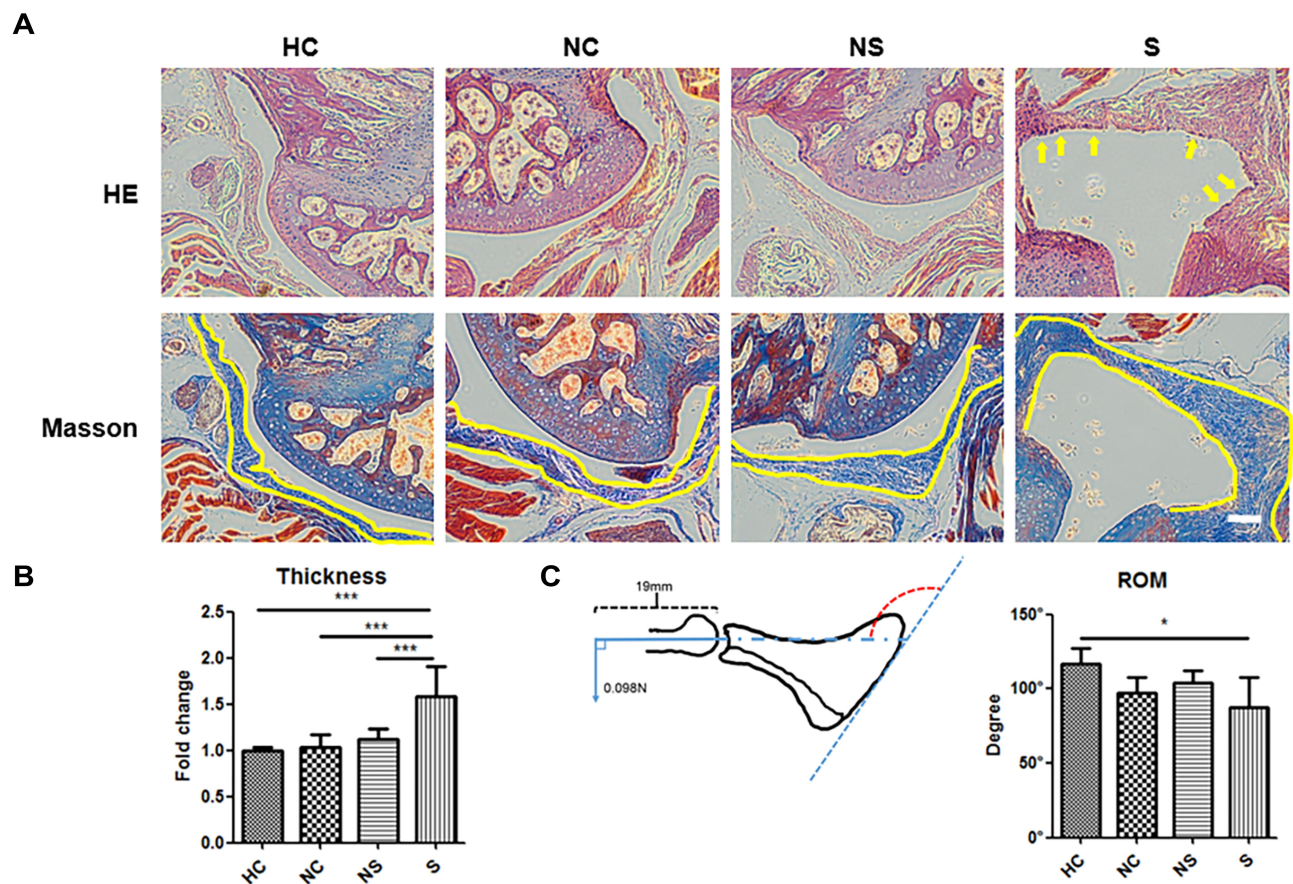 A
HC NC NS S
HE
Masson
B
Thickness
***
***
***
2.5
2.0
1.5
1.0
0.5
0.0
Fold change
HC NC NS S
C
19mm
0.098N
ROM
*
150°
100°
50°
0°
Degree
HC NC NS S